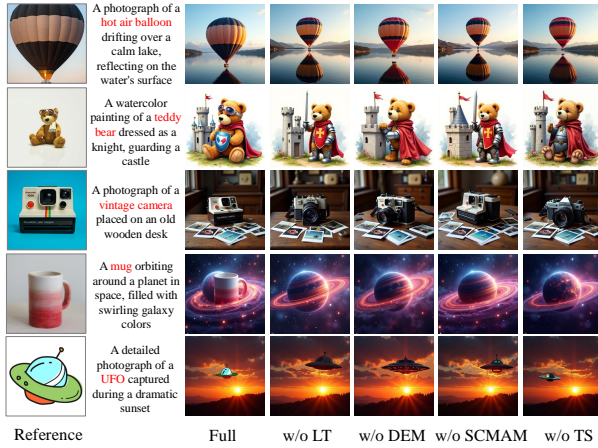 A photograph of a
hot air balloon
drifting over a
calm lake,
reflecting on the
water's surface
A watercolor
painting of a teddy
bear dressed as a
knight, guarding a
castle
A photograph of a
vintage camera
placed on an old
wooden desk
A mug orbiting
around a planet in
space, filled with
swirling galaxy
colors
A detailed
photograph of a
UFO captured
during a dramatic
sunset
Reference Full w/o LT w/o DEM w/o SCMAM w/o TS